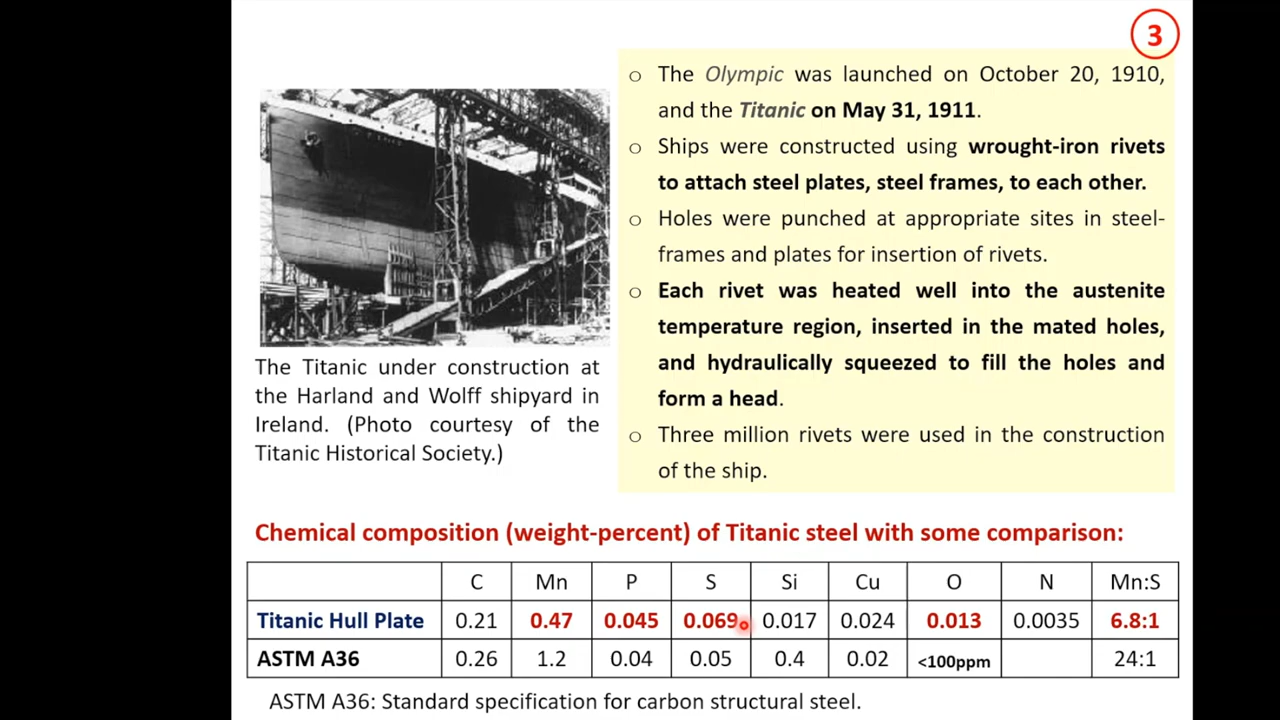 3
○ The Olympic was launched on October 20, 1910,
and the Titanic on May 31, 1911.
○ Ships were constructed using wrought-iron rivets
to attach steel plates, steel frames, to each other.
○ Holes were punched at appropriate sites in steel-
frames and plates for insertion of rivets.
○ Each rivet was heated well into the austenite
temperature region, inserted in the mated holes,
and hydraulically squeezed to fill the holes and
form a head.
○ Three million rivets were used in the construction
of the ship.
The Titanic under construction at
the Harland and Wolff shipyard in
Ireland. (Photo courtesy of the
Titanic Historical Society.)
Chemical composition (weight-percent) of Titanic steel with some comparison:
C Mn P S Si Cu O N Mn:S
Titanic Hull Plate 0.21 0.47 0.045 0.069 0.017 0.024 0.013 0.0035 6.8:1
ASTM A36 0.26 1.2 0.04 0.05 0.4 0.02 <100ppm 24:1
ASTM A36: Standard specification for carbon structural steel.